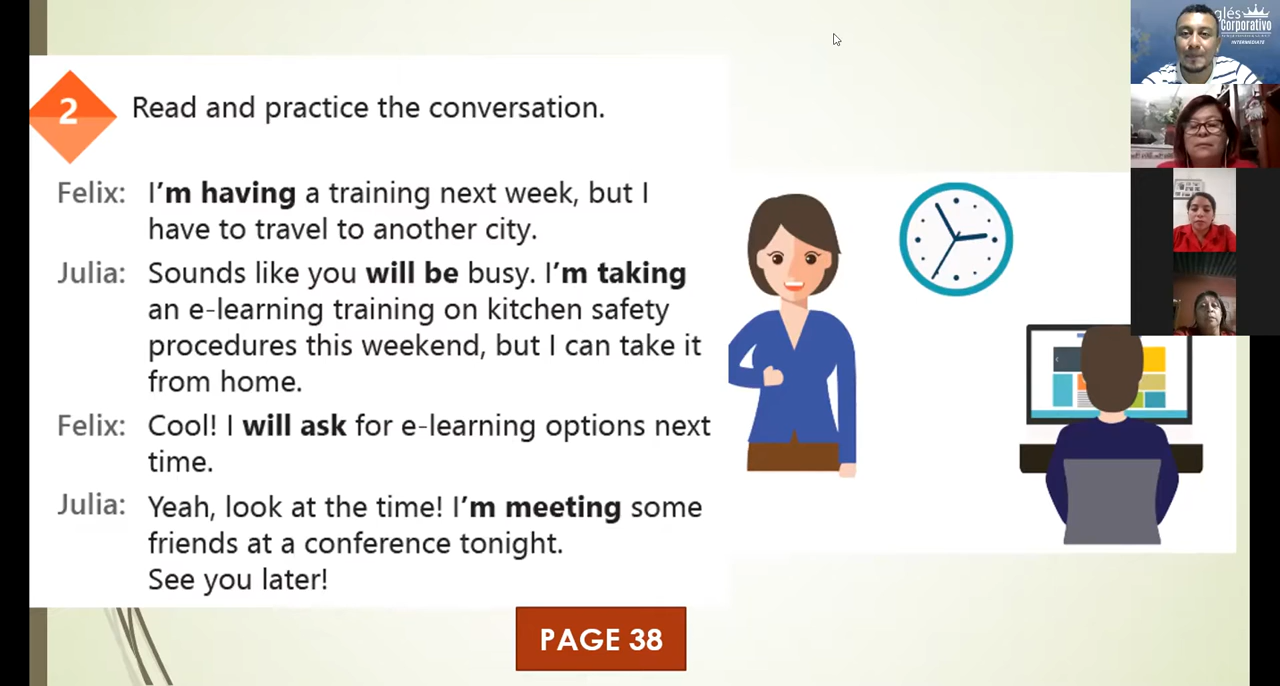 glés
Corporativo
INTERMEDIATE
2
Read and practice the conversation.
Felix: I'm having a training next week, but I
have to travel to another city.
Julia: Sounds like you will be busy. I'm taking
an e-learning training on kitchen safety
procedures this weekend, but I can take it
from home.
Felix: Cool! I will ask for e-learning options next
time.
Julia: Yeah, look at the time! I'm meeting some
friends at a conference tonight.
See you later!
PAGE 38